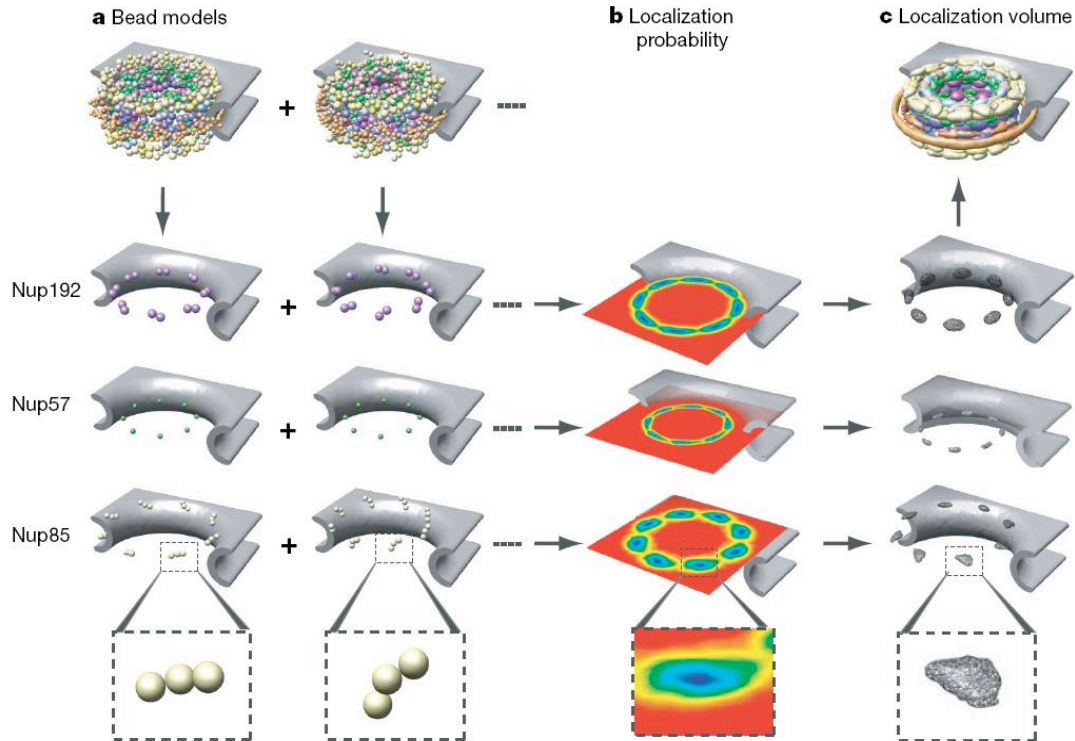 a Bead models
b Localization
probability
c Localization volume
Nup192
Nup57
Nup85